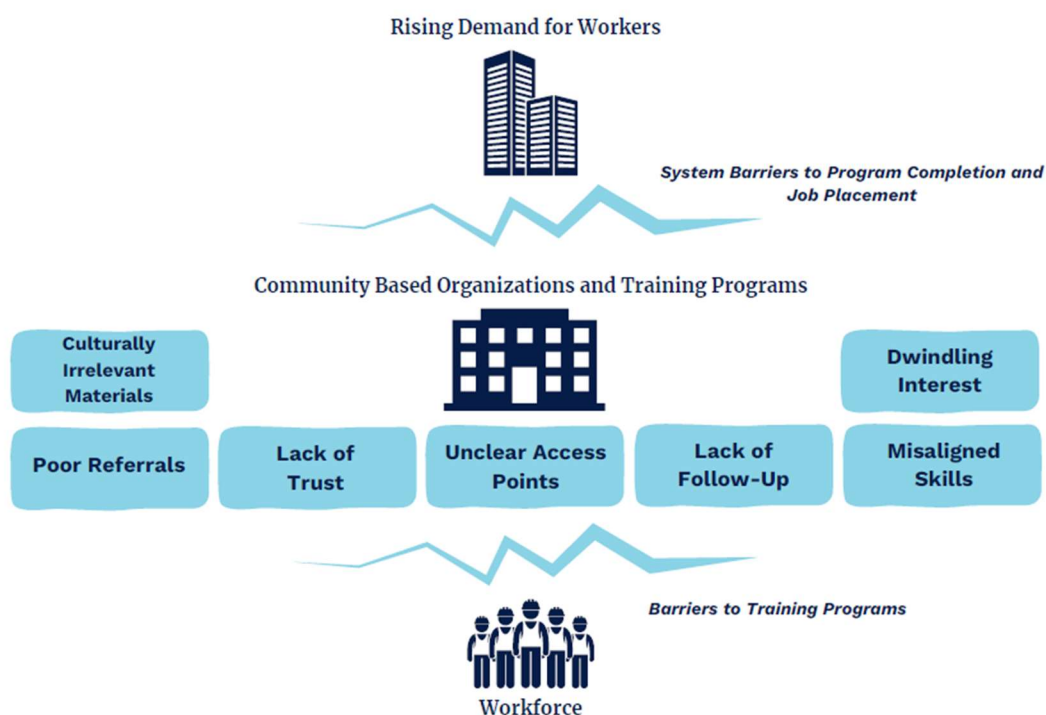 Rising Demand for Workers
System Barriers to Program Completion and
Job Placement
Community Based Organizations and Training Programs
Culturally
Irrelevant
Materials
Dwindling
Interest
Poor Referrals
Lack of
Trust
Unclear Access
Points
Lack of
Follow-Up
Misaligned
Skills
Barriers to Training Programs
Workforce